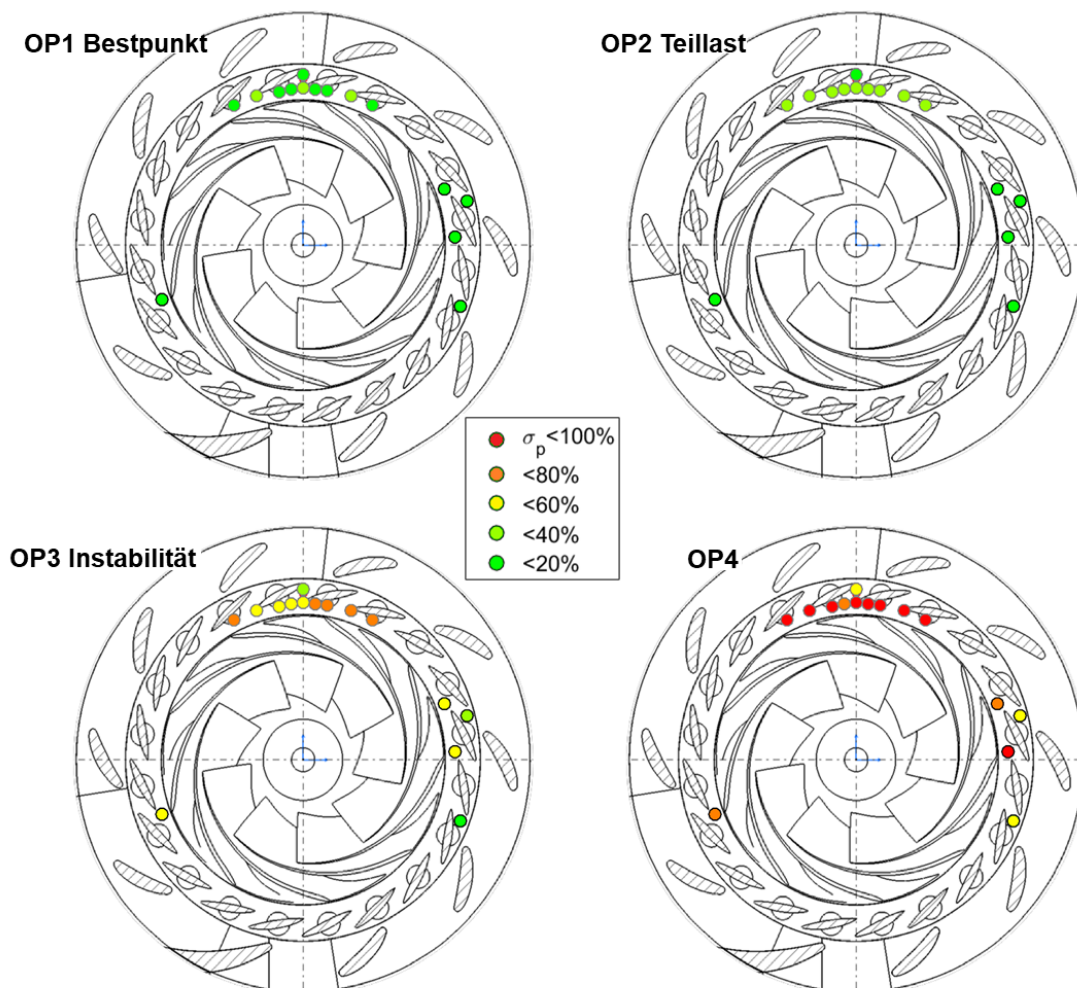 OP1 Bestpunkt
OP2 Teillast
σp<100%
<80%
<60%
<40%
<20%
OP3 Instabilität
OP4